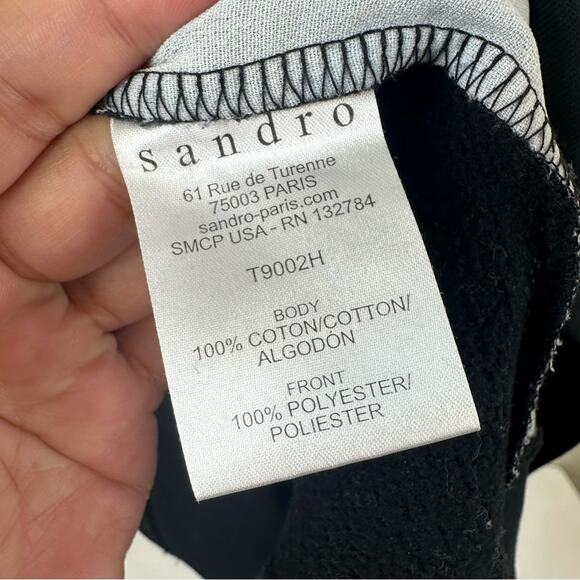 sandro
61 Rue de Turenne
75003 PARIS
sandro-paris.com
SMCP USA - RN 132784
T9002H
BODY
100% COTON/COTTON/
ALGODÓN
FRONT
100% POLYESTER/
POLIESTER